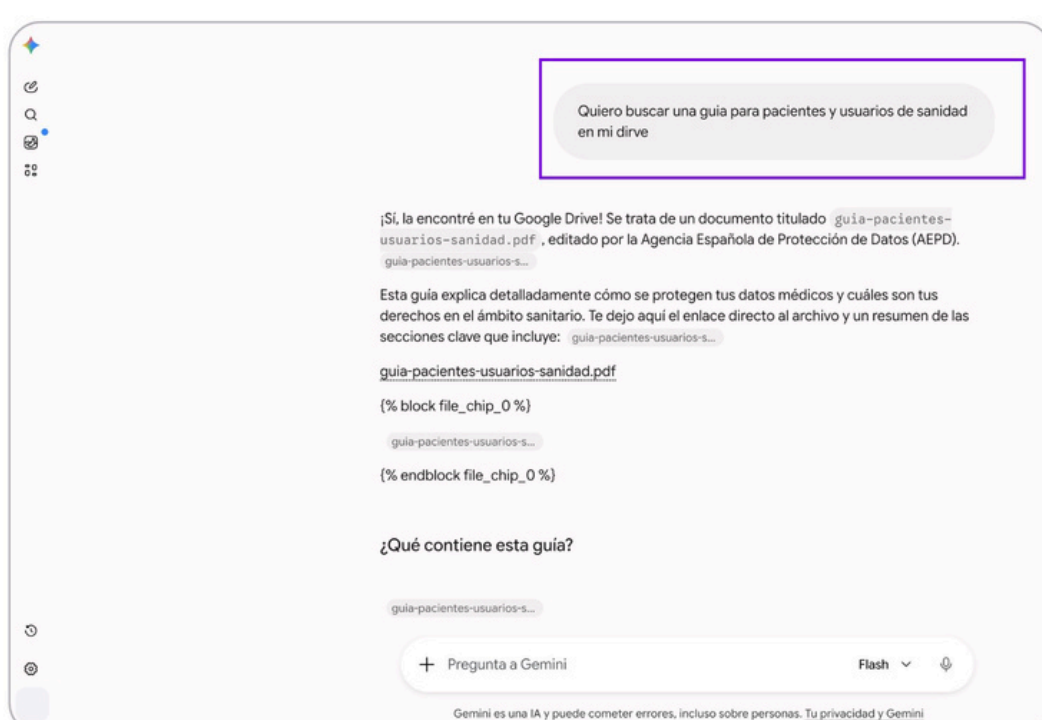 Quiero buscar una guia para pacientes y usuarios de sanidad
en mi dirve
¡Sí, la encontré en tu Google Drive! Se trata de un documento titulado guia-pacientes-
usuarios-sanidad.pdf , editado por la Agencia Española de Protección de Datos (AEPD).
guia-pacientes-usuarios-s...
Esta guía explica detalladamente cómo se protegen tus datos médicos y cuáles son tus
derechos en el ámbito sanitario. Te dejo aquí el enlace directo al archivo y un resumen de las
secciones clave que incluye: guia-pacientes-usuarios-s...
guia-pacientes-usuarios-sanidad.pdf
{% block file_chip_0 %}
guia-pacientes-usuarios-s...
{% endblock file_chip_0 %}
¿Qué contiene esta guía?
guia-pacientes-usuarios-s...
Pregunta a Gemini Flash
Gemini es una IA y puede cometer errores, incluso sobre personas. Tu privacidad y Gemini